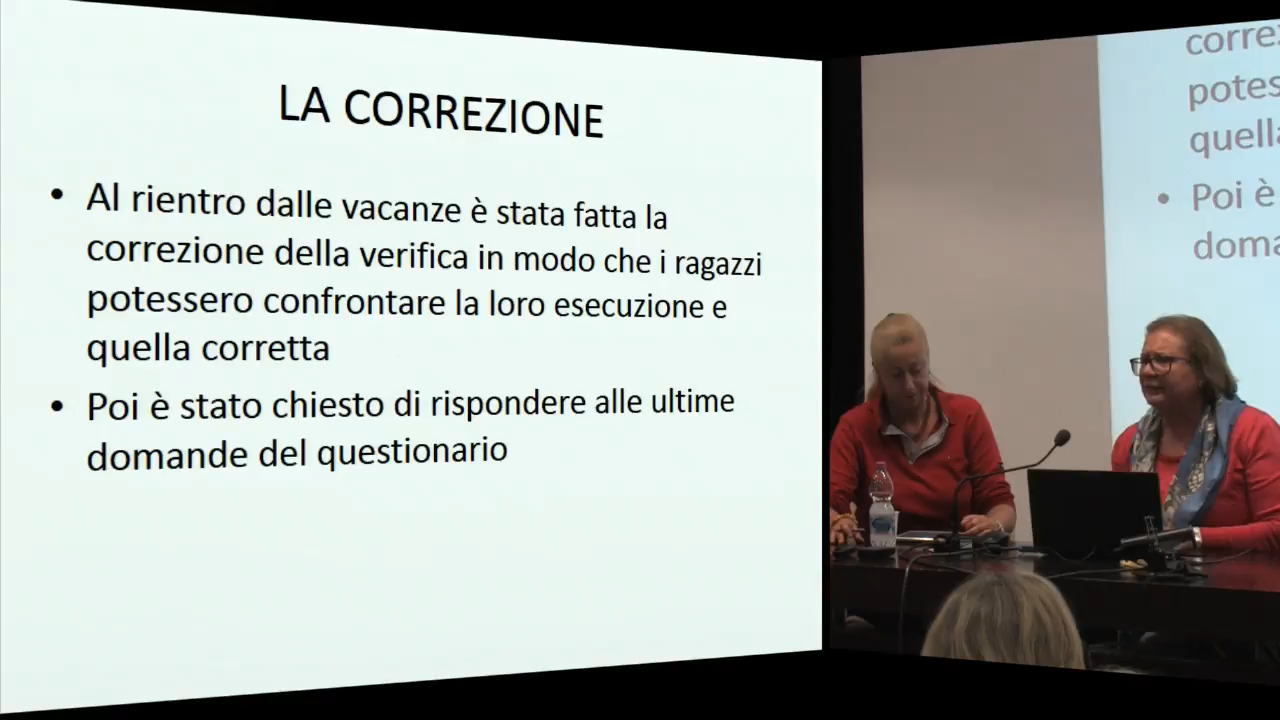 LA CORREZIONE
• Al rientro dalle vacanze è stata fatta la
correzione della verifica in modo che i ragazzi
potessero confrontare la loro esecuzione e
quella corretta
• Poi è stato chiesto di rispondere alle ultime
domande del questionario
• Poi è